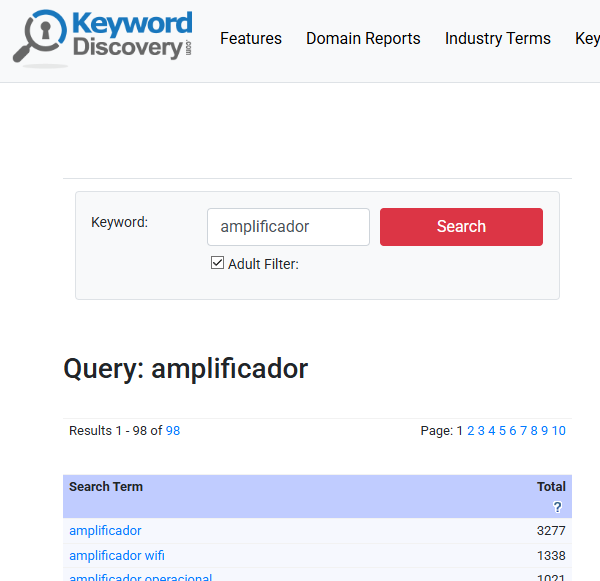 Keyword
Discovery.com
Features Domain Reports Industry Terms Key
Keyword: amplificador Search
Adult Filter:
Query: amplificador
Results 1 - 98 of 98 Page: 1 2 3 4 5 6 7 8 9 10
Search Term Total
?
amplificador 3277
amplificador wifi 1338
amplificador operacional 1021